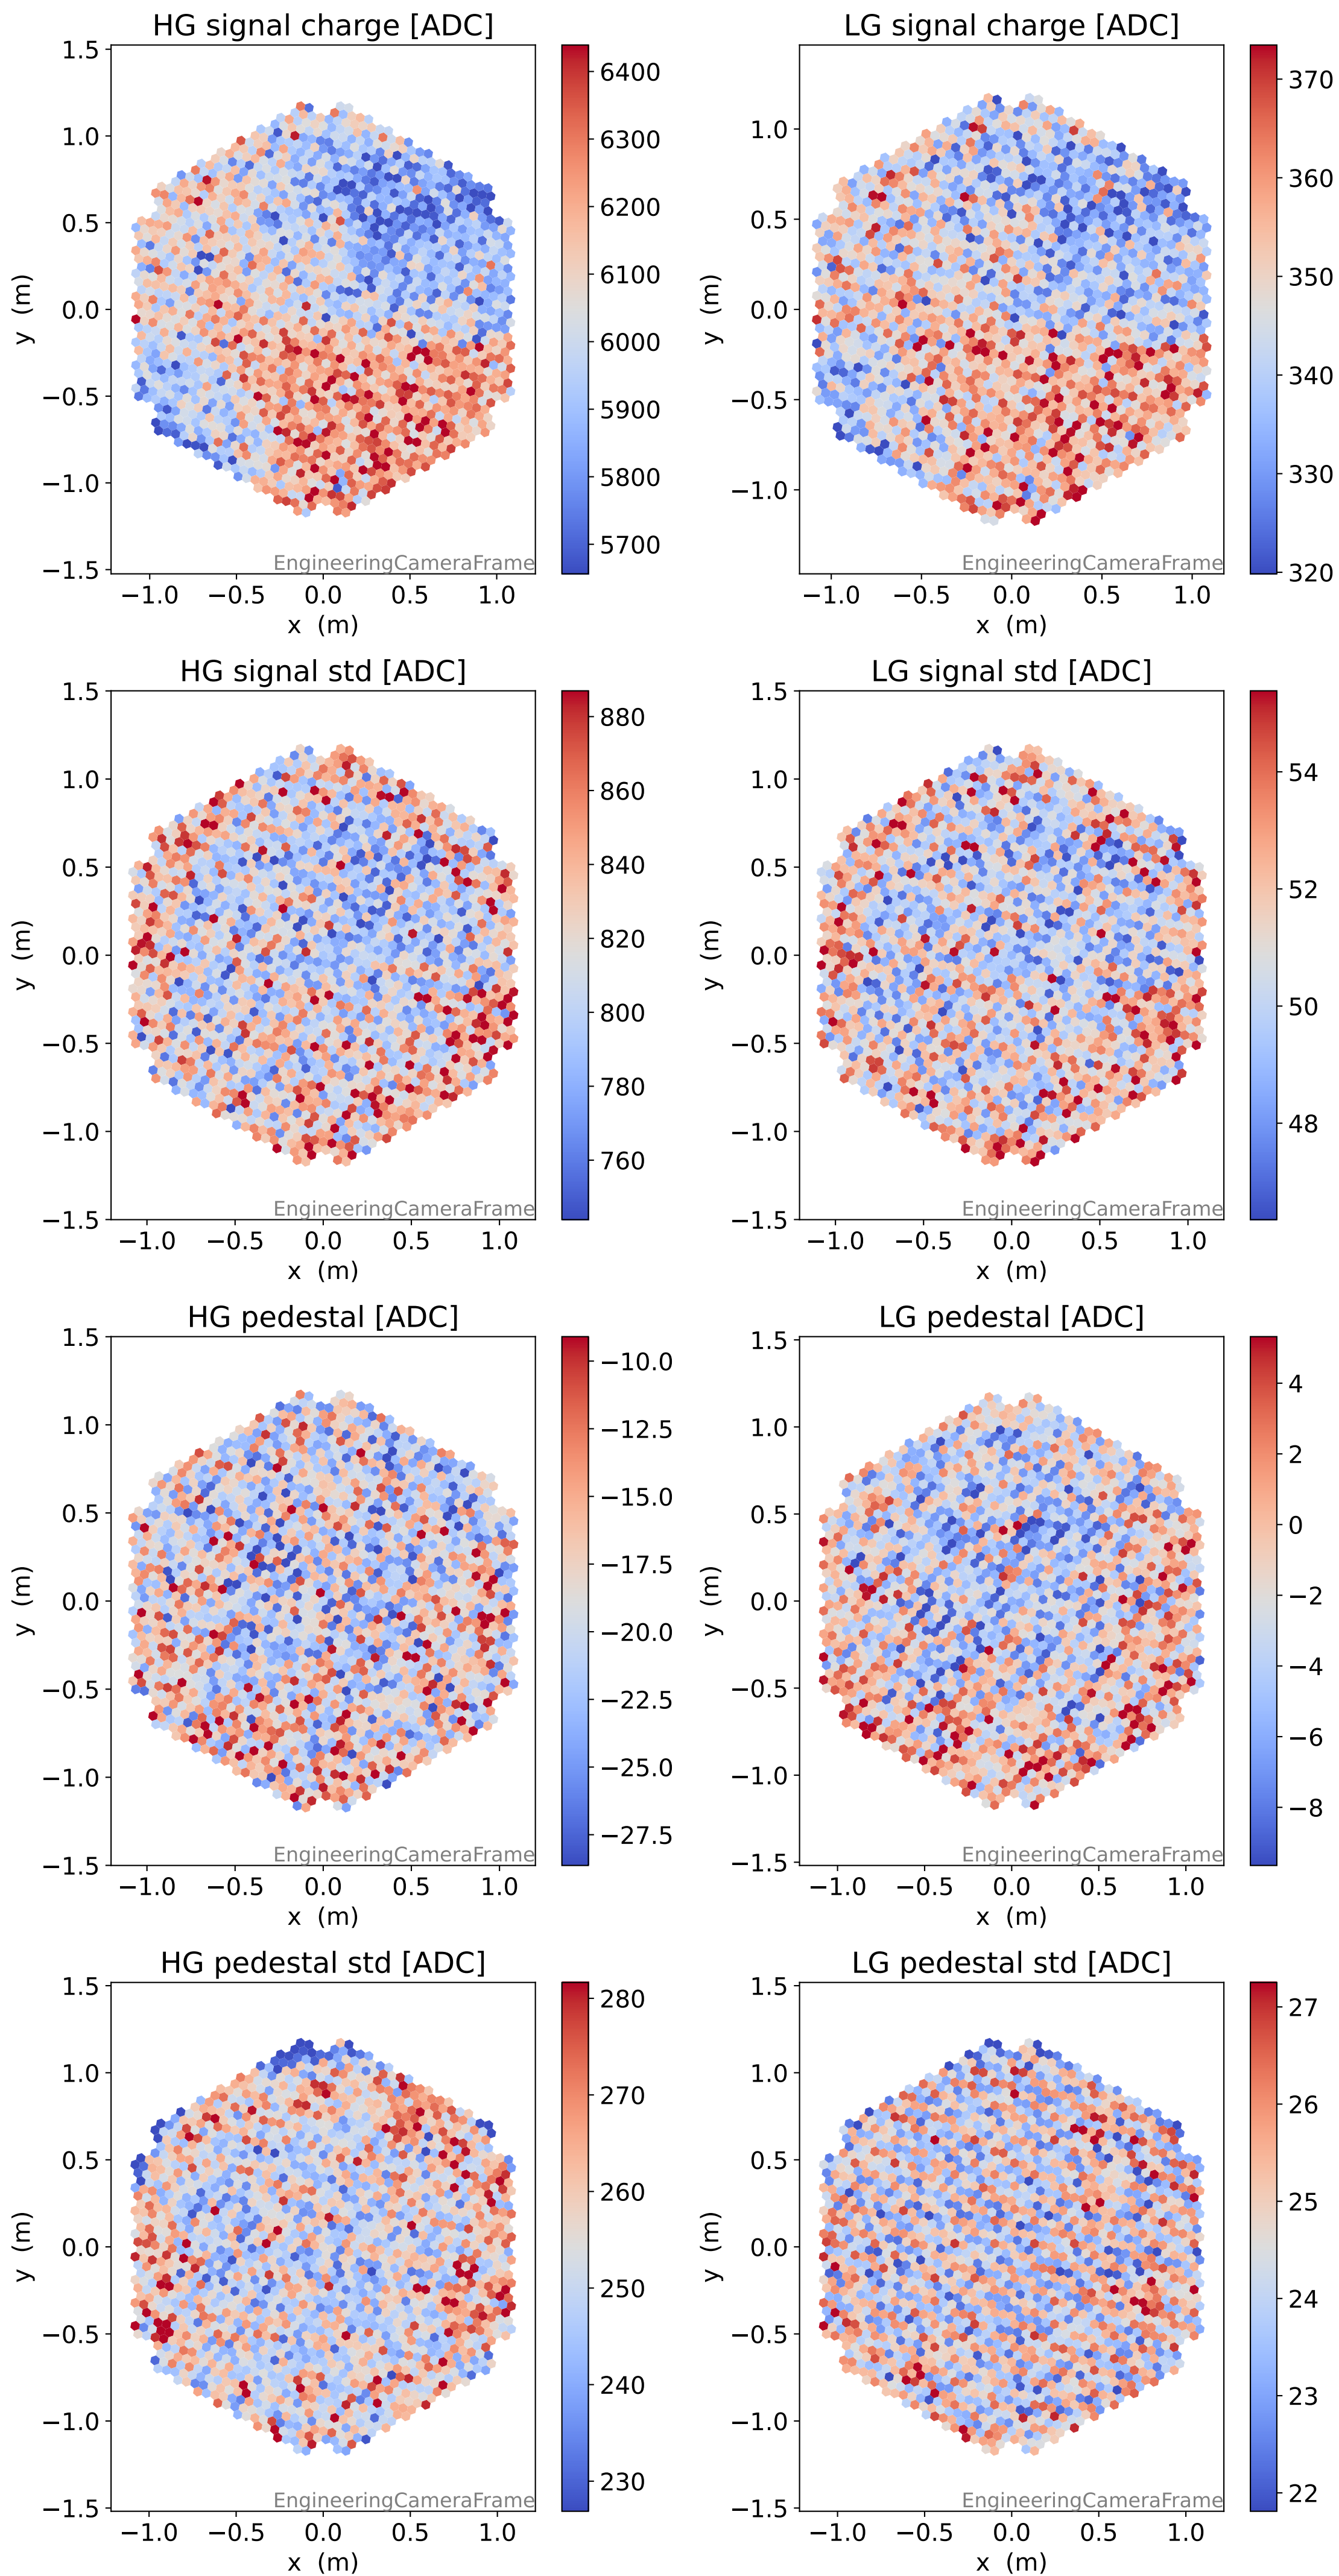 HG signal charge [ADC]
LG signal charge [ADC]
1.5
1.0
0.5
0.0
−0.5
−1.0
−1.5
y (m)
−1.0 −0.5 0.0 0.5 1.0
x (m)
EngineeringCameraFrame
6400
6300
6200
6100
6000
5900
5800
5700
1.0
0.5
0.0
−0.5
−1.0
y (m)
−1.0 −0.5 0.0 0.5 1.0
x (m)
EngineeringCameraFrame
370
360
350
340
330
320
HG signal std [ADC]
LG signal std [ADC]
1.5
1.0
0.5
0.0
−0.5
−1.0
−1.5
y (m)
−1.0 −0.5 0.0 0.5 1.0
x (m)
EngineeringCameraFrame
880
860
840
820
800
780
760
1.5
1.0
0.5
0.0
−0.5
−1.0
−1.5
y (m)
−1.0 −0.5 0.0 0.5 1.0
x (m)
EngineeringCameraFrame
54
52
50
48
HG pedestal [ADC]
LG pedestal [ADC]
1.5
1.0
0.5
0.0
−0.5
−1.0
−1.5
y (m)
−1.0 −0.5 0.0 0.5 1.0
x (m)
EngineeringCameraFrame
−10.0
−12.5
−15.0
−17.5
−20.0
−22.5
−25.0
−27.5
1.5
1.0
0.5
0.0
−0.5
−1.0
−1.5
y (m)
−1.0 −0.5 0.0 0.5 1.0
x (m)
EngineeringCameraFrame
4
2
0
−2
−4
−6
−8
HG pedestal std [ADC]
LG pedestal std [ADC]
1.5
1.0
0.5
0.0
−0.5
−1.0
−1.5
y (m)
−1.0 −0.5 0.0 0.5 1.0
x (m)
EngineeringCameraFrame
280
270
260
250
240
230
1.5
1.0
0.5
0.0
−0.5
−1.0
−1.5
y (m)
−1.0 −0.5 0.0 0.5 1.0
x (m)
EngineeringCameraFrame
27
26
25
24
23
22